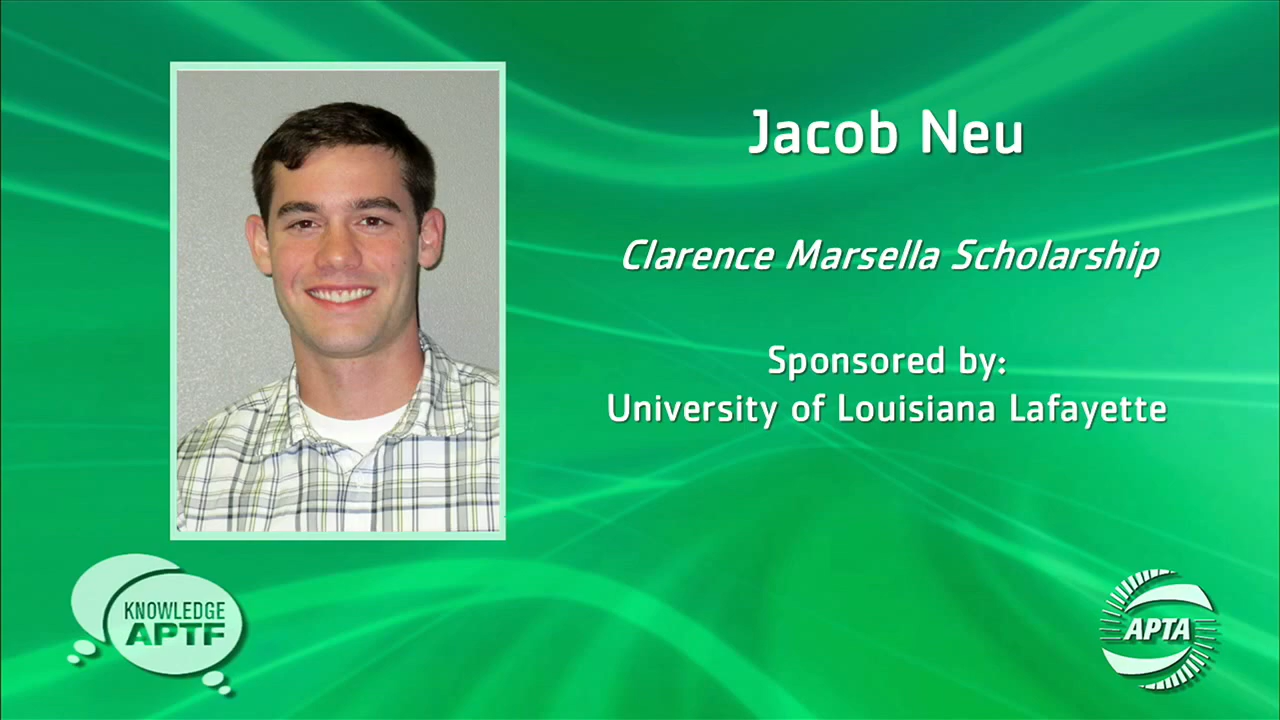 Jacob Neu
Clarence Marsella Scholarship
Sponsored by:
University of Louisiana Lafayette
KNOWLEDGE
APTF
APTA